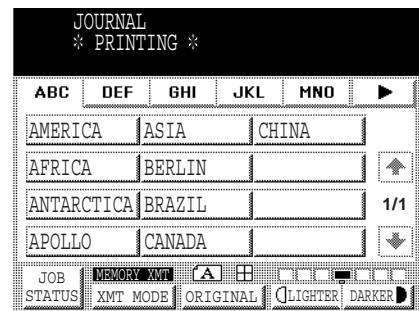 JOURNAL
* PRINTING *
ABC DEF GHI JKL MNO
AMERICA ASIA CHINA
AFRICA BERLIN
ANTARCTICA BRAZIL 1/1
APOLLO CANADA
JOB STATUS
MEMORY XMT
XMT MODE
A
ORIGINAL
LIGHTER DARKER